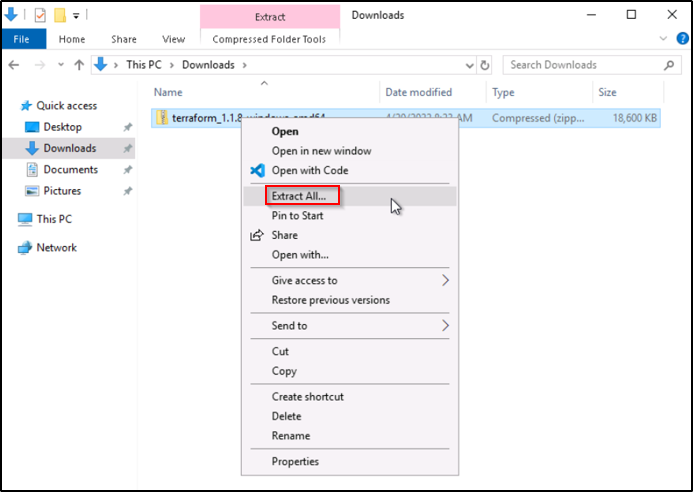 Extract
Downloads
File
Home
Share
View
Compressed Folder Tools
This PC
Downloads
Search Downloads
Name
Date modified
Type
Size
terraform_1.1.8
Compressed (zipp...
18,600 KB
Quick access
Desktop
Downloads
Documents
Pictures
This PC
Network
Open
Open in new window
Open with Code
Extract All...
Pin to Start
Share
Open with...
Give access to
Restore previous versions
Send to
Cut
Copy
Create shortcut
Delete
Rename
Properties